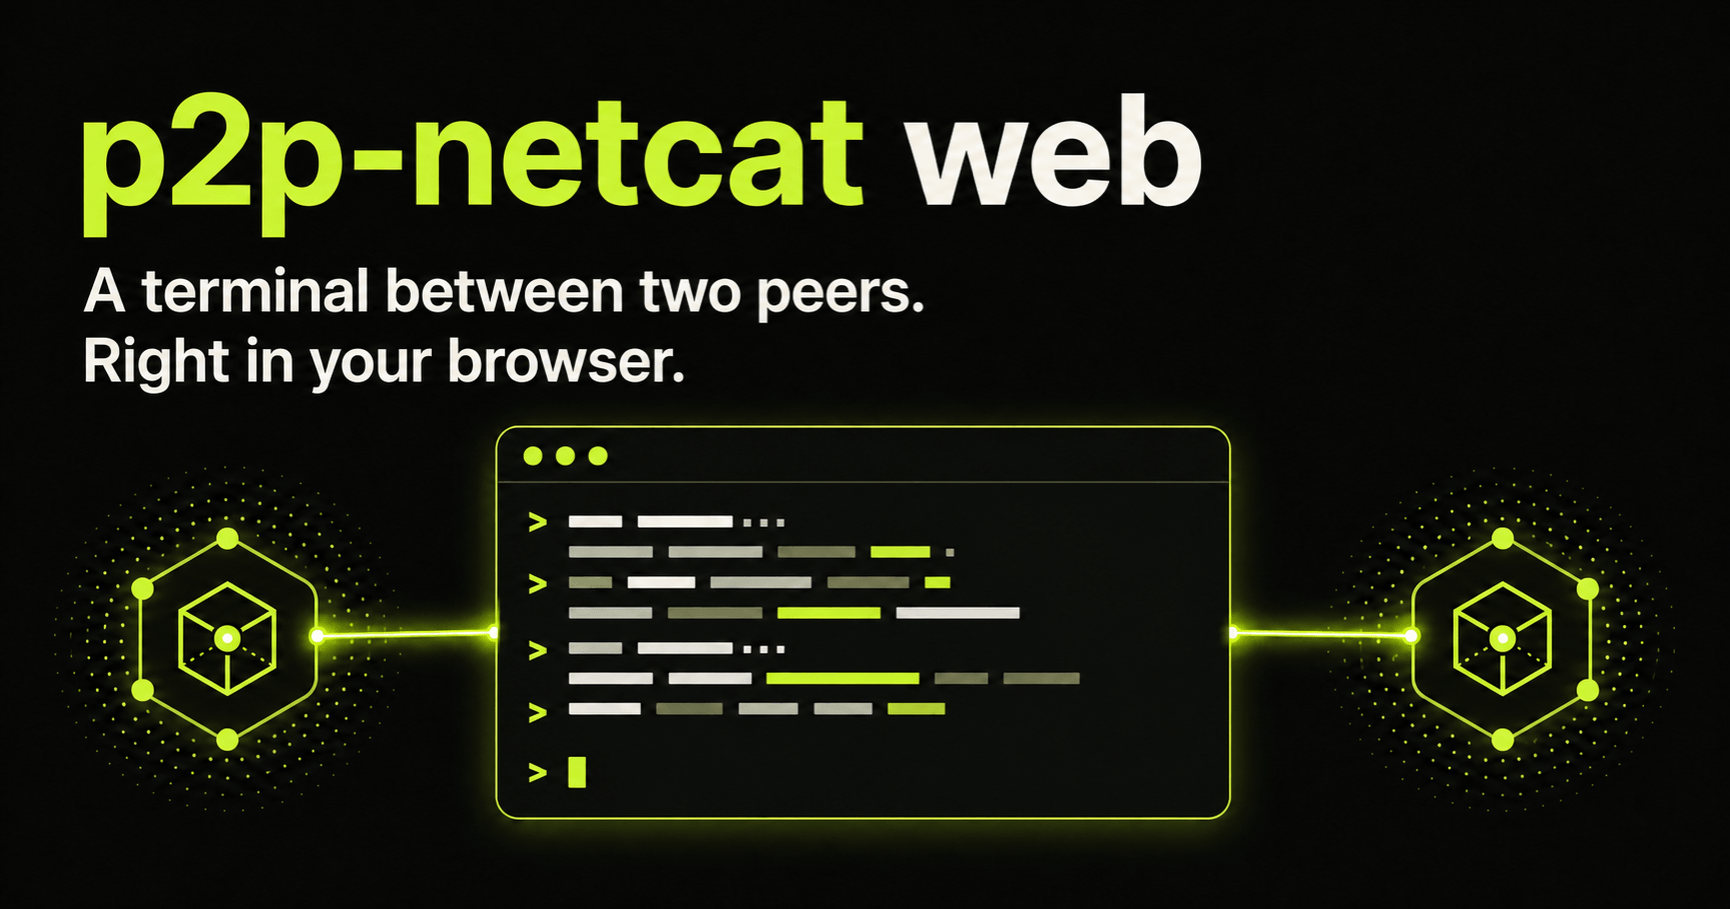 p2p-netcat web
A terminal between two peers.
Right in your browser.
>
>
>
>
>